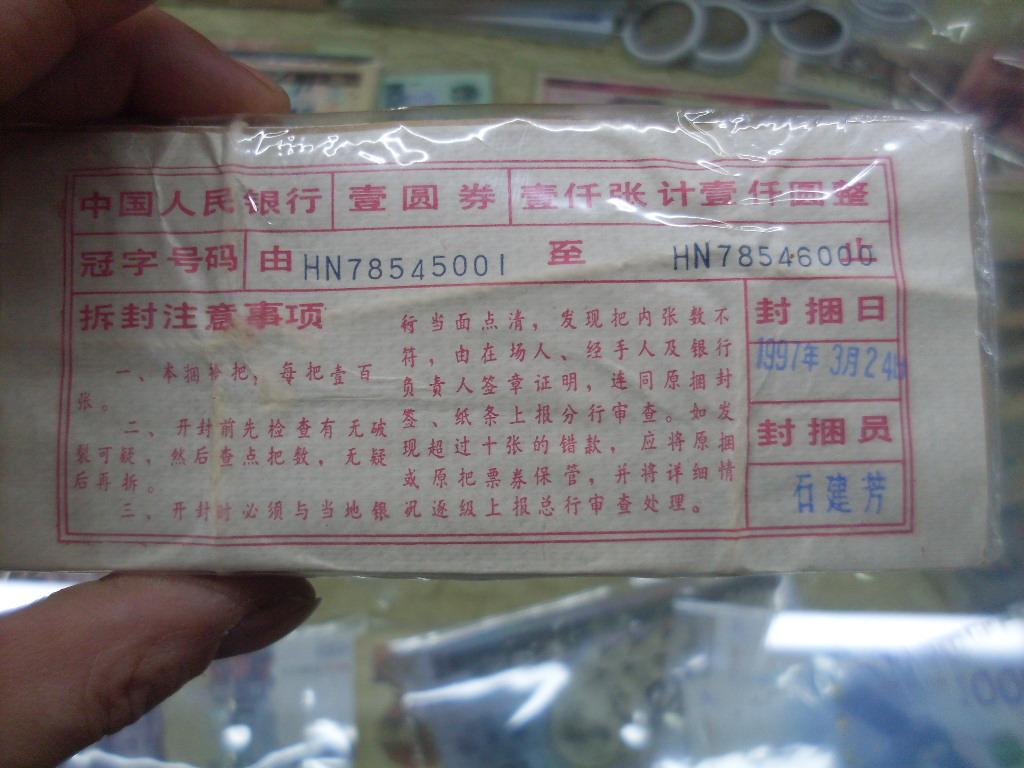 中国人民银行 壹圆券 壹仟张计壹仟圆整
冠字号码 由 HN78545001 至 HN78546000 止
拆封注意事项
一、本捆拾把，每把壹百
张。
二、开封前先检查有无破
裂可疑，然后查点把数，无疑
后再拆。
三、开封时必须与当地银
行当面点清，发现把内张数不
符，由在场人、经手人及银行
负责人签章证明，连同原捆封
签、纸条上报分行审查。如发
现超过十张的错款，应将原捆
或原把票券保管，并将详细情
况逐级上报总行审查处理。
封捆日
1997年3月24日
封捆员
石建芳